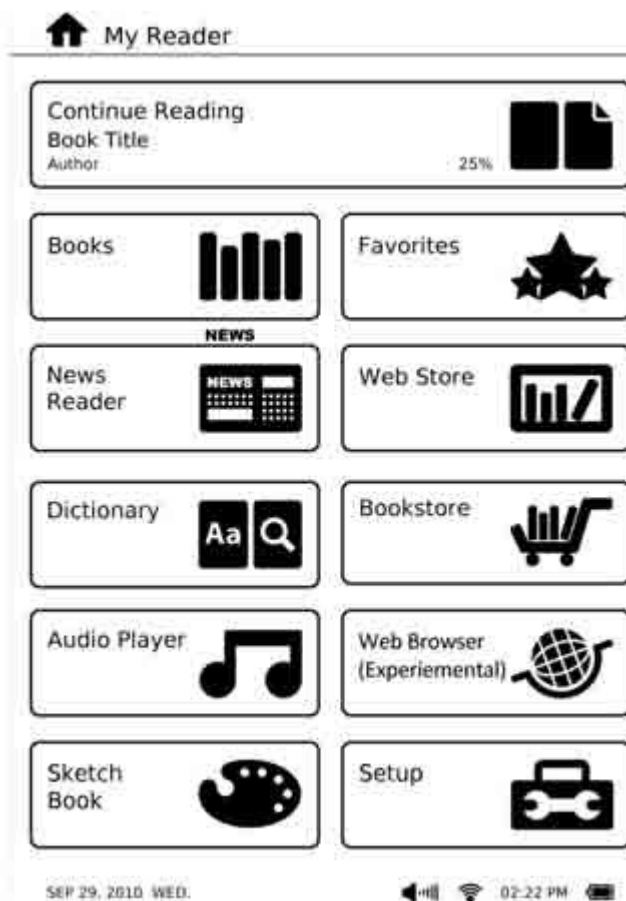 My Reader
Continue Reading
Book Title
Author
25%
Books
Favorites
NEWS
News
Reader
NEWS
Web Store
Dictionary
Aa
Bookstore
Audio Player
Web Browser
(Experiemental)
Sketch
Book
Setup
SEP 29, 2010 WED.
02:22 PM